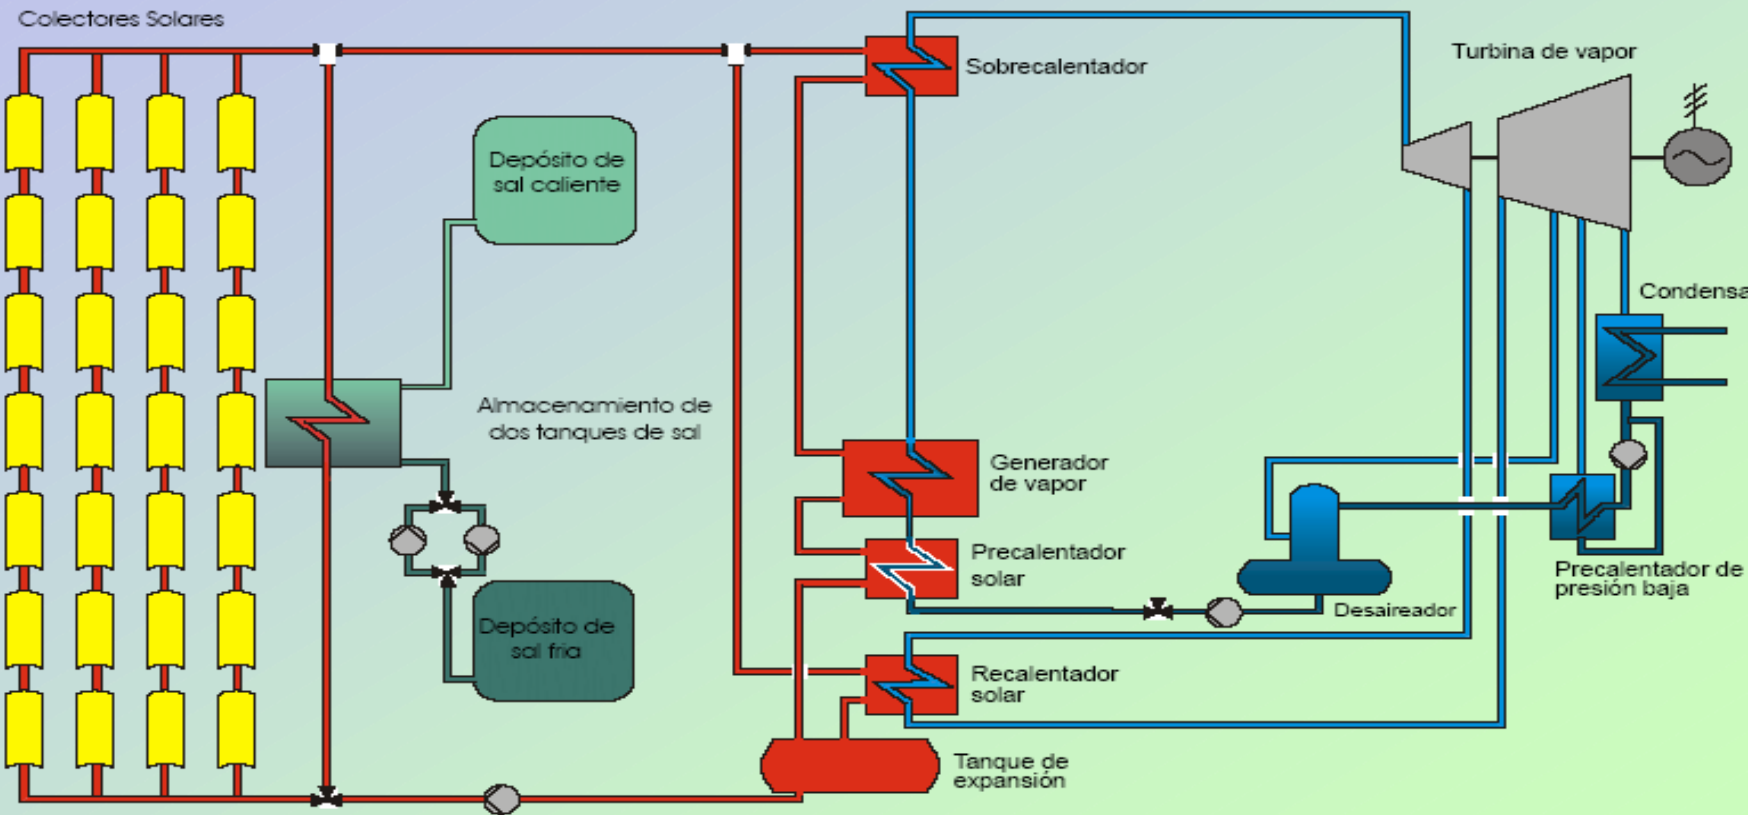 Colectores Solares
Turbina de vapor
Sobrecalentador
Depósito de
sal caliente
Condensa
Almacenamiento de
dos tanques de sal
Generador
de vapor
Precalentador
solar
Precalentador de
presión baja
Desaireador
Depósito de
sal fria
Recalentador
solar
Tanque de
expansión